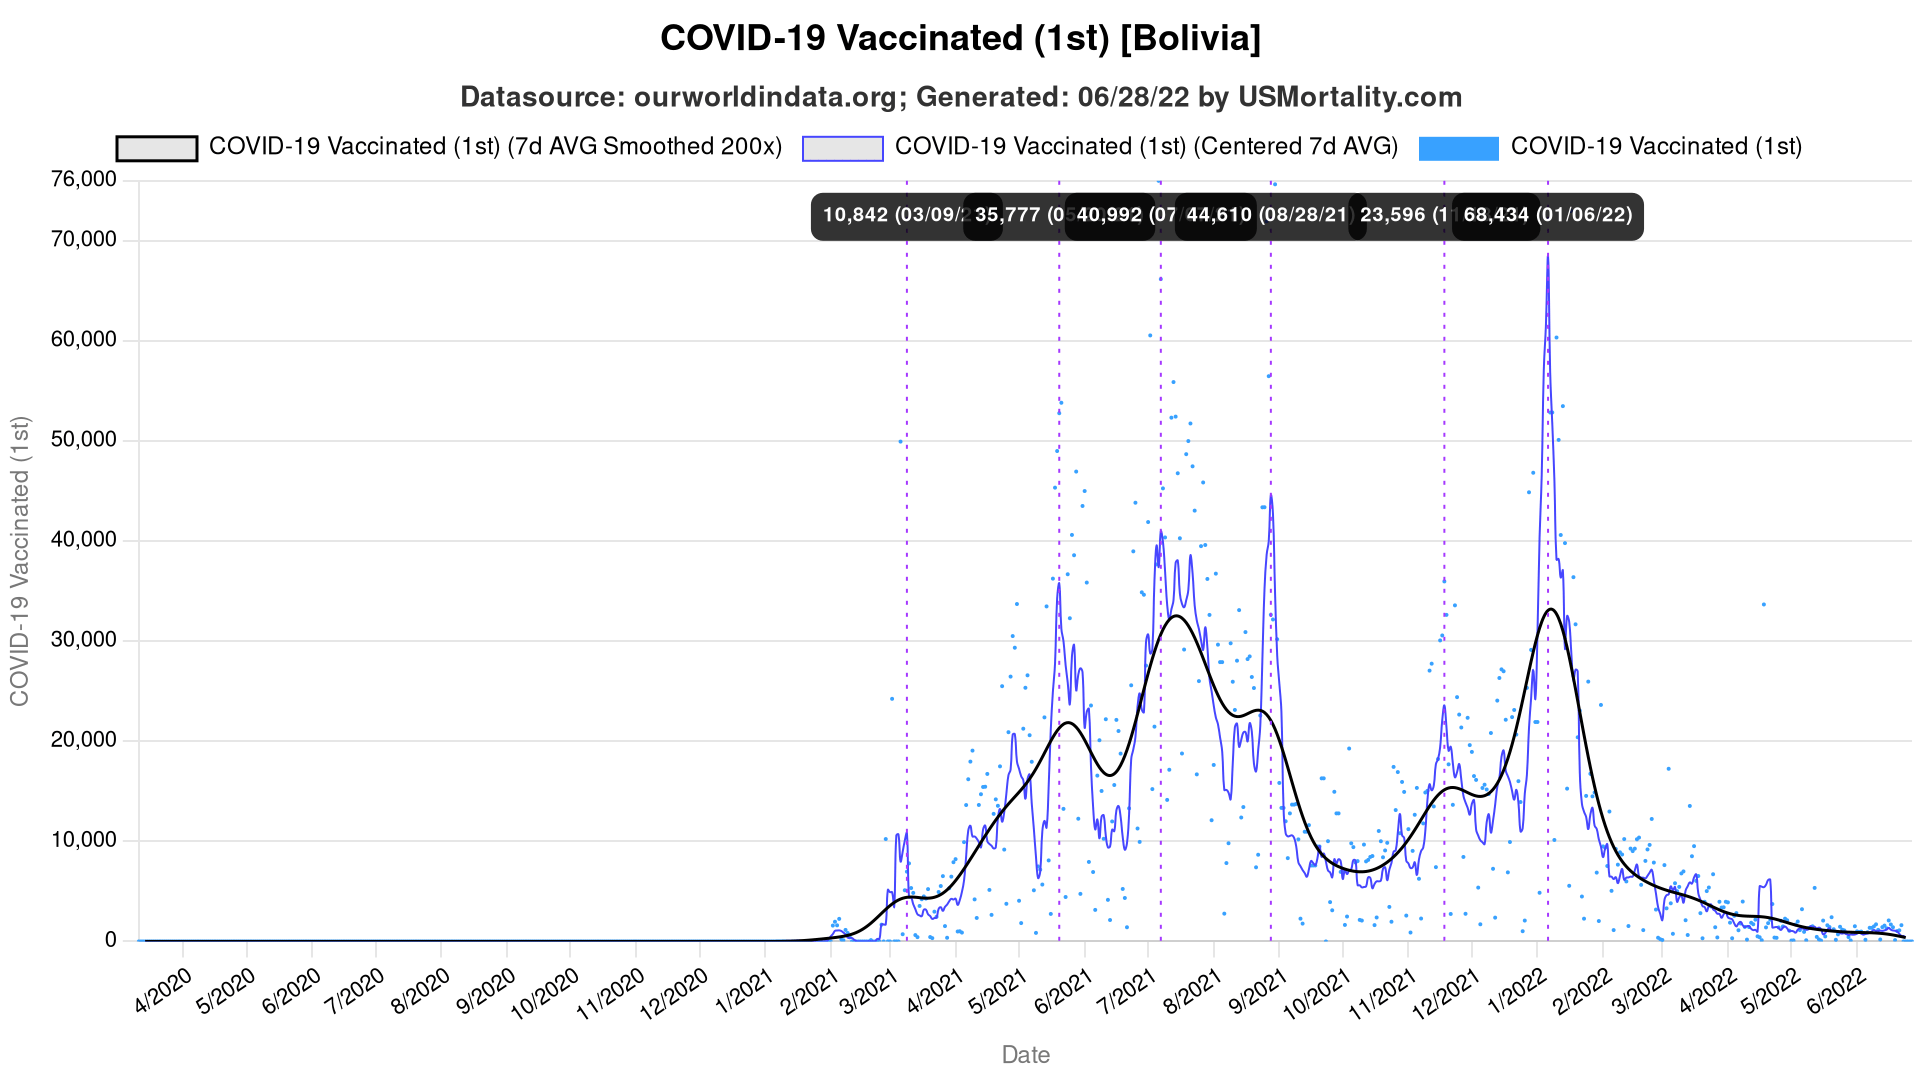 COVID-19 Vaccinated (1st) [Bolivia]
Datasource: ourworldindata.org; Generated: 06/28/22 by USMortality.com
COVID-19 Vaccinated (1st) (7d AVG Smoothed 200x) COVID-19 Vaccinated (1st) (Centered 7d AVG) COVID-19 Vaccinated (1st)
76,000
10,842 (03/09/ 35,777 (05 40,992 (07/ 44,610 (08/28/21) 23,596 (1 68,434 (01/06/22)
70,000
60,000
50,000
40,000
30,000
20,000
10,000
0
COVID-19 Vaccinated (1st)
4/2020 5/2020 6/2020 7/2020 8/2020 9/2020 10/2020 11/2020 12/2020 1/2021 2/2021 3/2021 4/2021 5/2021 6/2021 7/2021 8/2021 9/2021 10/2021 11/2021 12/2021 1/2022 2/2022 3/2022 4/2022 5/2022 6/2022
Date